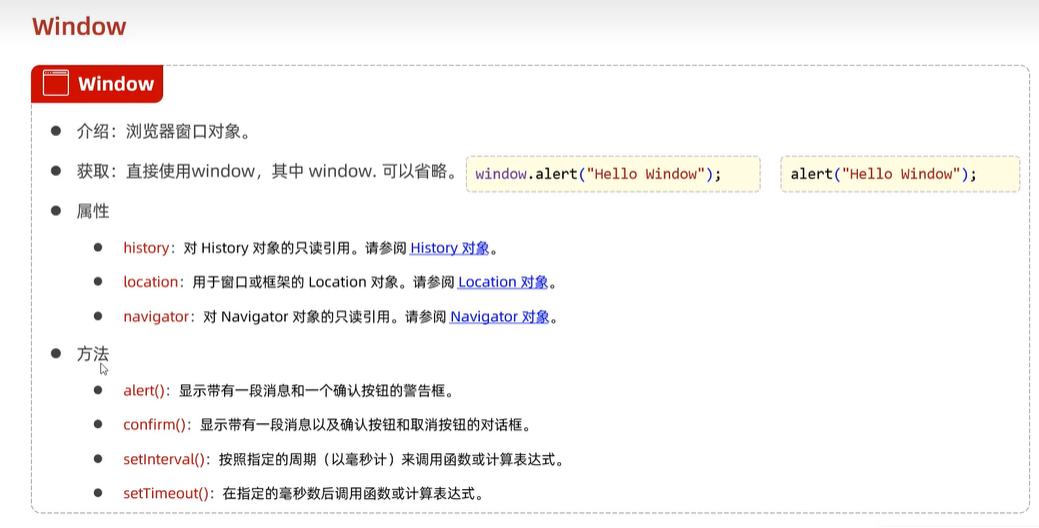 Window
Window
介绍：浏览器窗口对象。
获取：直接使用window，其中 window. 可以省略。 window.alert("Hello Window"); alert("Hello Window");
属性
history：对 History 对象的只读引用。请参阅 History 对象。
location：用于窗口或框架的 Location 对象。请参阅 Location 对象。
navigator：对 Navigator 对象的只读引用。请参阅 Navigator 对象。
方法
alert()：显示带有一段消息和一个确认按钮的警告框。
confirm()：显示带有一段消息以及确认按钮和取消按钮的对话框。
setInterval()：按照指定的周期（以毫秒计）来调用函数或计算表达式。
setTimeout()：在指定的毫秒数后调用函数或计算表达式。